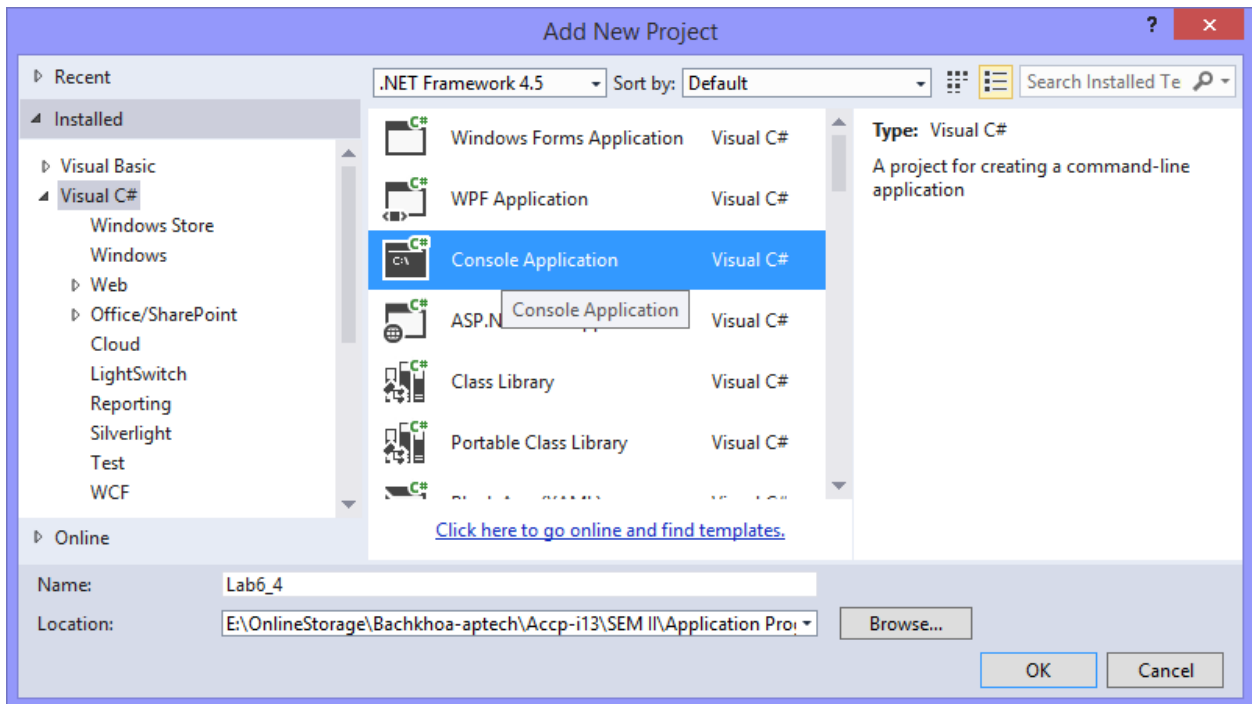 Add New Project
?
Recent
.NET Framework 4.5
Sort by: Default
Search Installed Te
Installed
Visual Basic
Visual C#
Windows Store
Windows
Web
Office/SharePoint
Cloud
LightSwitch
Reporting
Silverlight
Test
WCF
Online
C# Windows Forms Application Visual C#
C# WPF Application Visual C#
C# C:\ Console Application Visual C#
Console Application
C# ASP.N Visual C#
C# Class Library Visual C#
C# Portable Class Library Visual C#
C#
Click here to go online and find templates.
Type: Visual C#
A project for creating a command-line
application
Name: Lab6_4
Location: E:\OnlineStorage\Bachkhoa-aptech\Accp-i13\SEM II\Application Pro
Browse...
OK Cancel